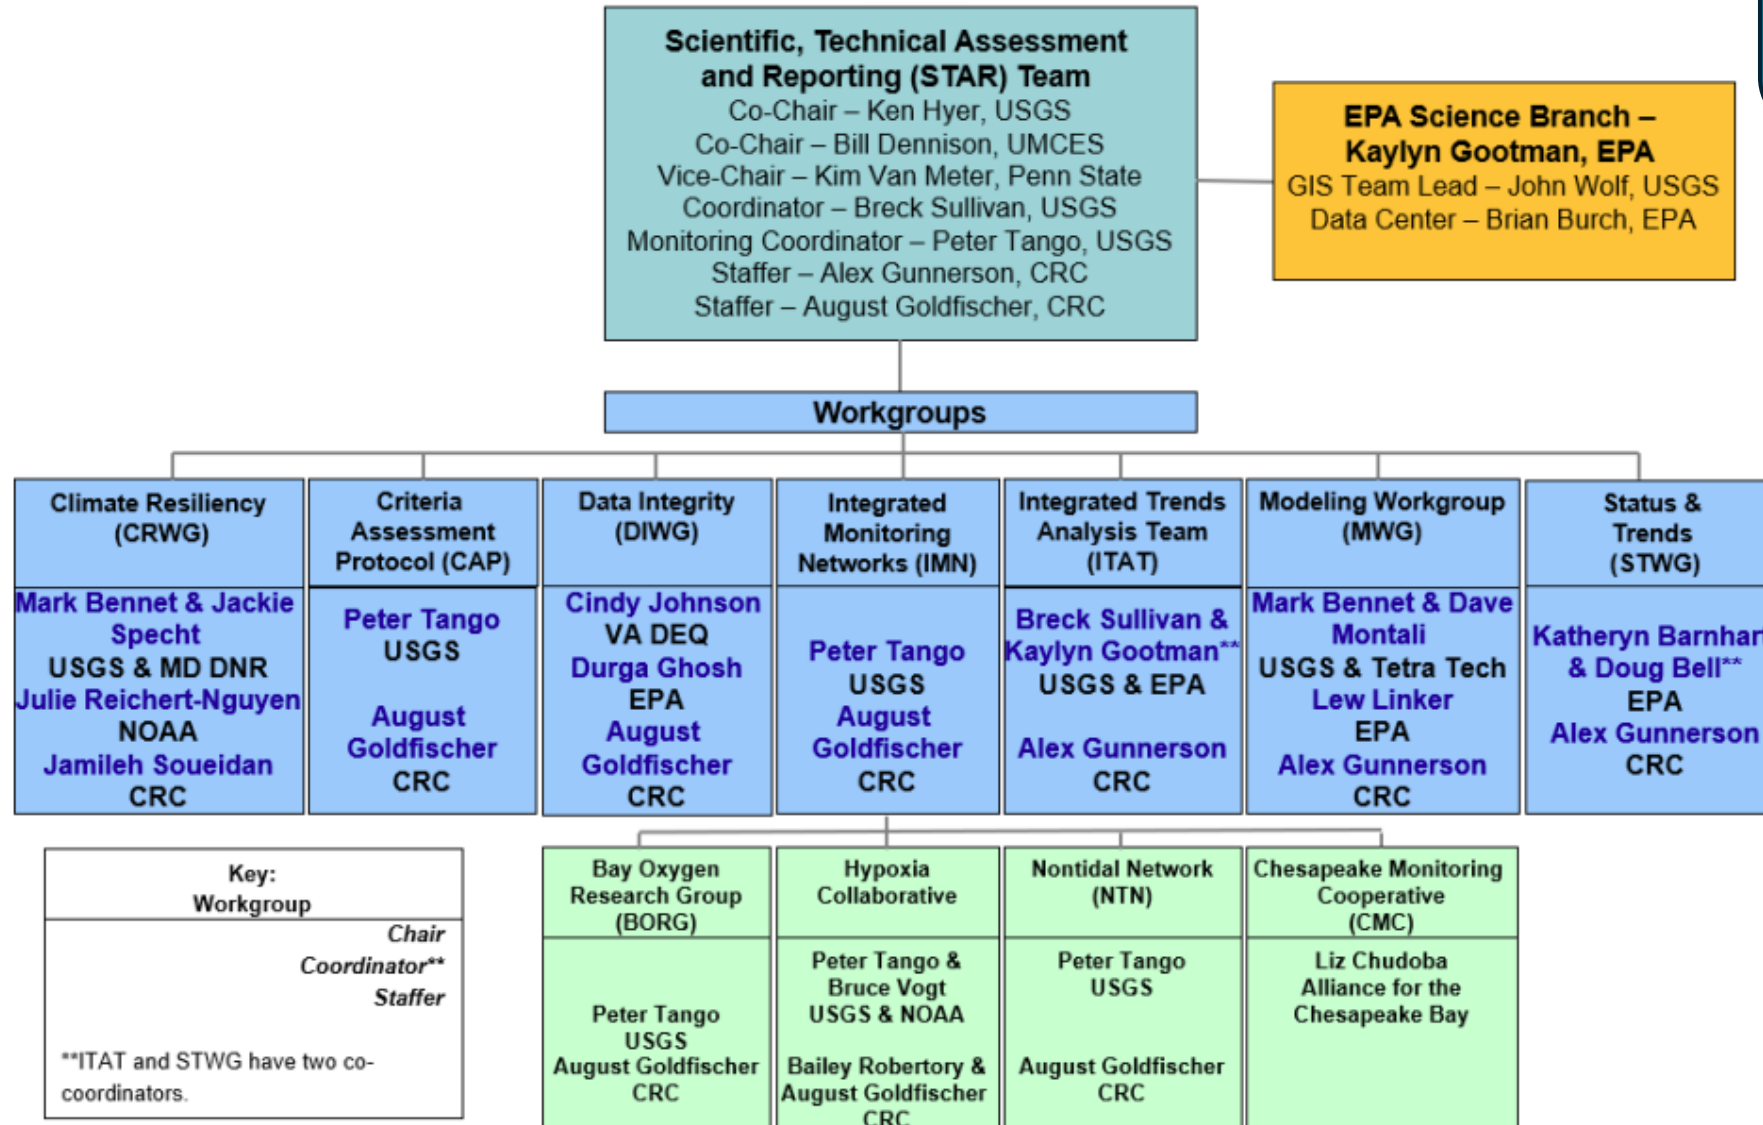 Scientific, Technical Assessment
and Reporting (STAR) Team
Co-Chair – Ken Hyer, USGS
Co-Chair – Bill Dennison, UMCES
Vice-Chair – Kim Van Meter, Penn State
Coordinator – Breck Sullivan, USGS
Monitoring Coordinator – Peter Tango, USGS
Staffer – Alex Gunnerson, CRC
Staffer – August Goldfischer, CRC
EPA Science Branch –
Kaylyn Gootman, EPA
GIS Team Lead – John Wolf, USGS
Data Center – Brian Burch, EPA
Workgroups
Climate Resiliency
(CRWG)
Mark Bennet & Jackie
Specht
USGS & MD DNR
Julie Reichert-Nguyen
NOAA
Jamileh Soueidan
CRC
Criteria
Assessment
Protocol (CAP)
Peter Tango
USGS
August
Goldfischer
CRC
Data Integrity
(DIWG)
Cindy Johnson
VA DEQ
Durga Ghosh
EPA
August
Goldfischer
CRC
Integrated
Monitoring
Networks (IMN)
Peter Tango
USGS
August
Goldfischer
CRC
Integrated Trends
Analysis Team
(ITAT)
Breck Sullivan &
Kaylyn Gootman**
USGS & EPA
Alex Gunnerson
CRC
Modeling Workgroup
(MWG)
Mark Bennet & Dave
Montali
USGS & Tetra Tech
Lew Linker
EPA
Alex Gunnerson
CRC
Status &
Trends
(STWG)
Katheryn Barnhar
& Doug Bell**
EPA
Alex Gunnerson
CRC
Key:
Workgroup
Chair
Coordinator**
Staffer
**ITAT and STWG have two co-
coordinators.
Bay Oxygen
Research Group
(BORG)
Peter Tango
USGS
August Goldfischer
CRC
Hypoxia
Collaborative
Peter Tango &
Bruce Vogt
USGS & NOAA
Bailey Robertory &
August Goldfischer
CRC
Nontidal Network
(NTN)
Peter Tango
USGS
August Goldfischer
CRC
Chesapeake Monitoring
Cooperative
(CMC)
Liz Chudoba
Alliance for the
Chesapeake Bay